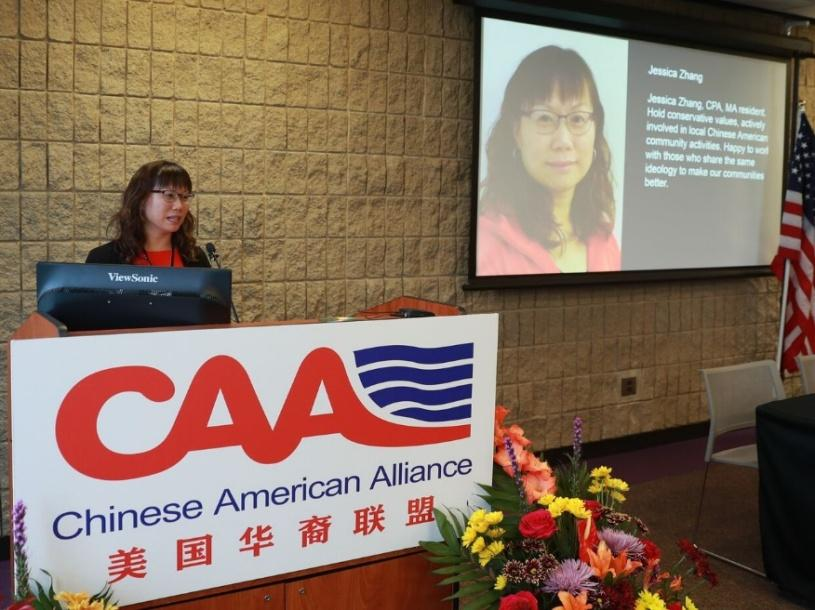 Jessica Zhang
Jessica Zhang, CPA, MA resident.
Hold conservative values, actively
involved in local Chinese American
community activities. Happy to work
with those who share the same
ideology to make our communities
better.
ViewSonic
CAA
Chinese American Alliance
美国华裔联盟